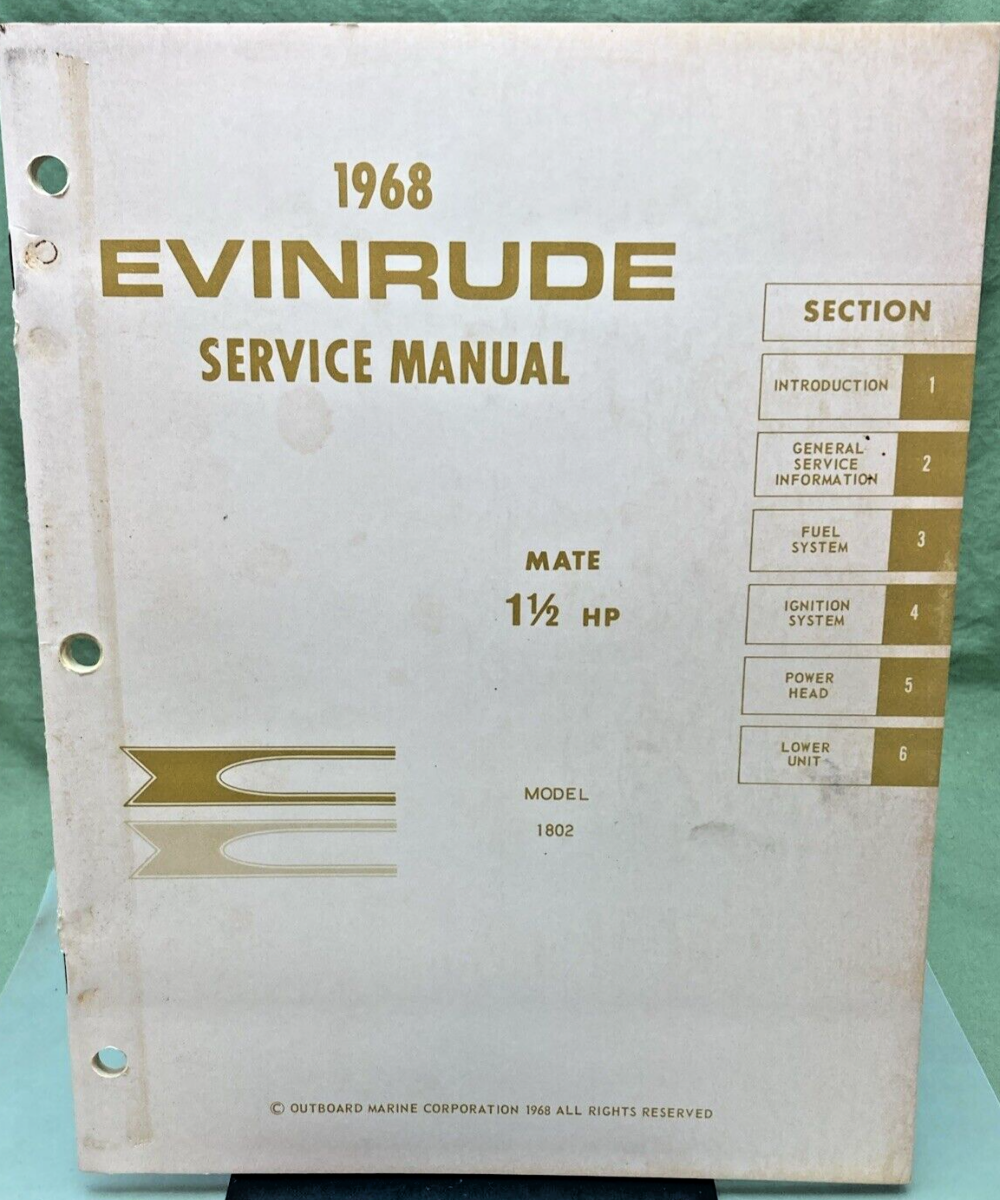 1968
EVINRUDE
SERVICE MANUAL
SECTION
INTRODUCTION 1
GENERAL
SERVICE 2
INFORMATION
FUEL
SYSTEM 3
IGNITION
SYSTEM 4
POWER
HEAD 5
LOWER
UNIT 6
MATE
1½ HP
MODEL
1802
© OUTBOARD MARINE CORPORATION 1968 ALL RIGHTS RESERVED